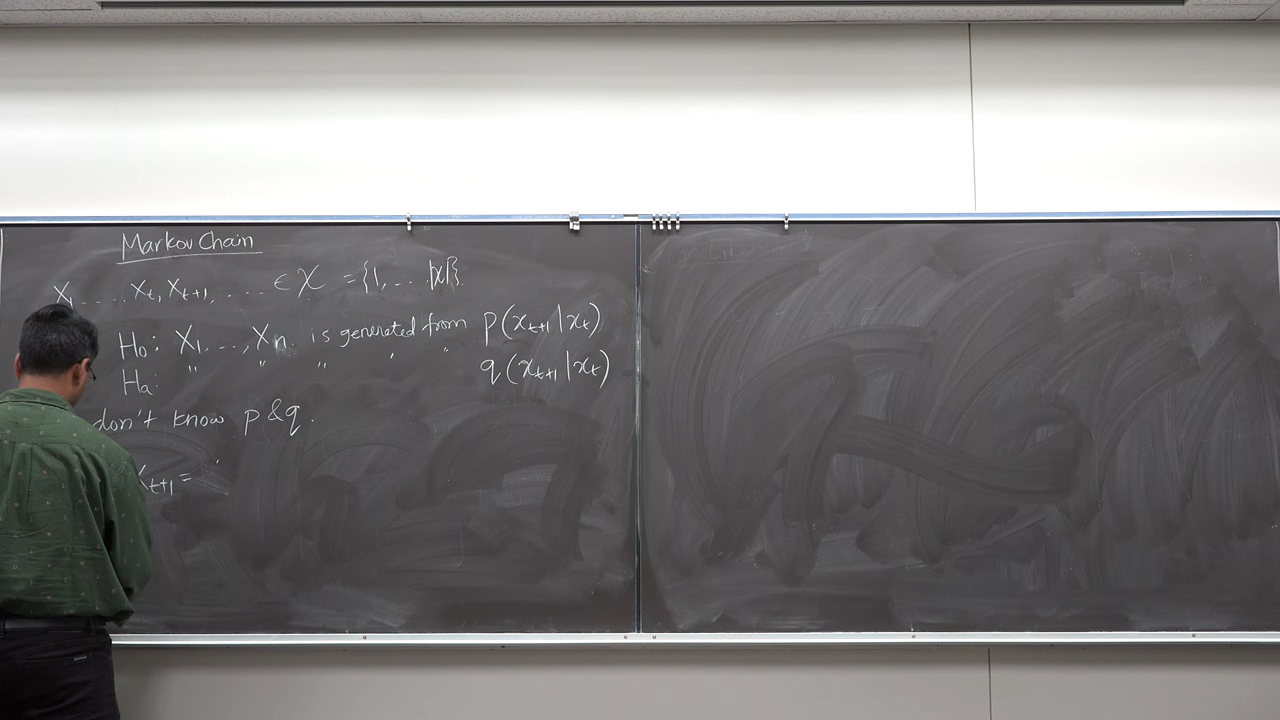 Markov Chain
X₁ .... Xₜ, Xₜ₊₁, .... ∈ 𝒳 = {1, ... |𝒳|}.
H₀: X₁, ..., Xₙ is generated from p(xₜ₊₁|xₜ)
Hₐ: " " " " " q(xₜ₊₁|xₜ)
don't know p & q.
ₜ₊₁ =